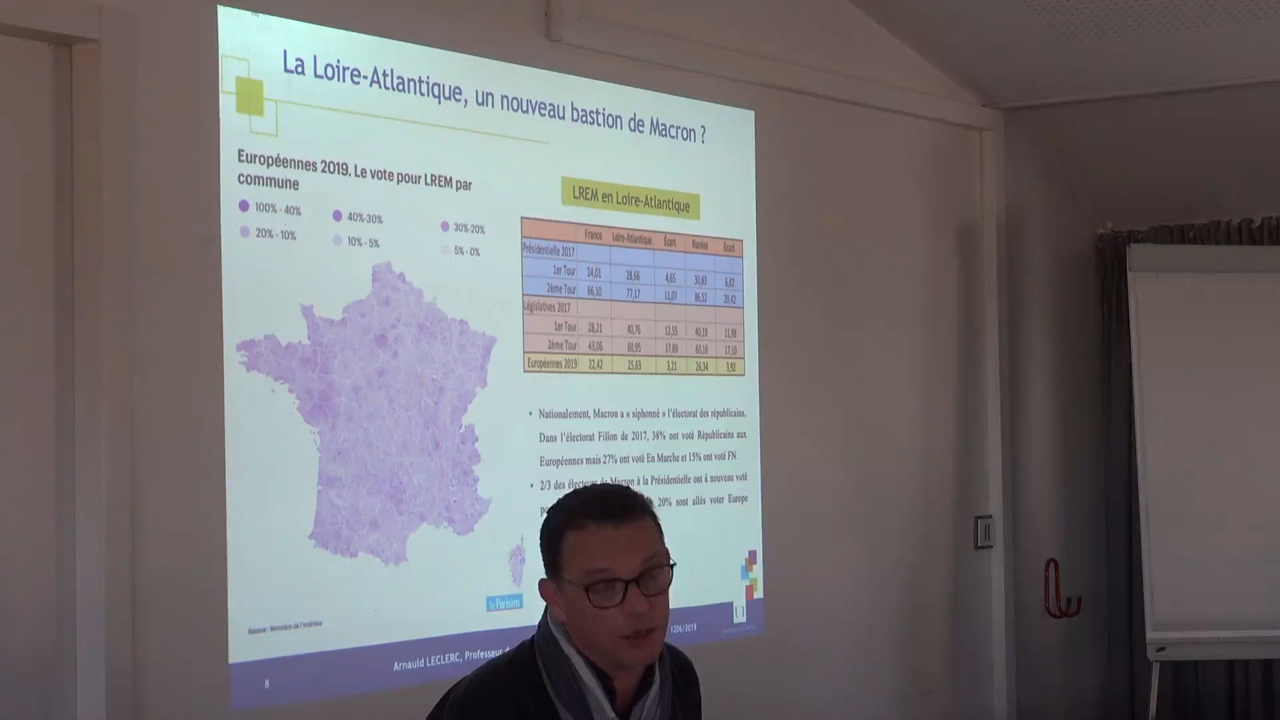 La Loire-Atlantique, un nouveau bastion de Macron ?
Européennes 2019. Le vote pour LREM par
commune
100% - 40%
40%-30%
30%-20%
20% - 10%
10% - 5%
5% - 0%
LREM en Loire-Atlantique
France Loire-Atlantique Écart Nantes Écart
Présidentielle 2017
1er Tour 24,01 28,66 4,65 30,63 6,62
2ème Tour 66,10 77,17 11,07 86,52 20,42
Législatives 2017
1er Tour 28,21 40,76 12,55 40,19 11,98
2ème Tour 43,06 60,95 17,89 60,16 17,10
Européennes 2019 22,42 25,63 3,21 26,34 3,92
• Nationalement, Macron a « siphonné » l'électorat des républicains.
Dans l'électorat Fillon de 2017, 38% ont voté Républicains aux
Européennes mais 27% ont voté En Marche et 15% ont voté FN.
• 2/3 des électeurs de Macron à la Présidentielle ont à nouveau voté
20% sont allés voter Europe
le Parisien
Source : Ministère de l'Intérieur
Arnauld LECLERC, Professeur
1206/2019
8